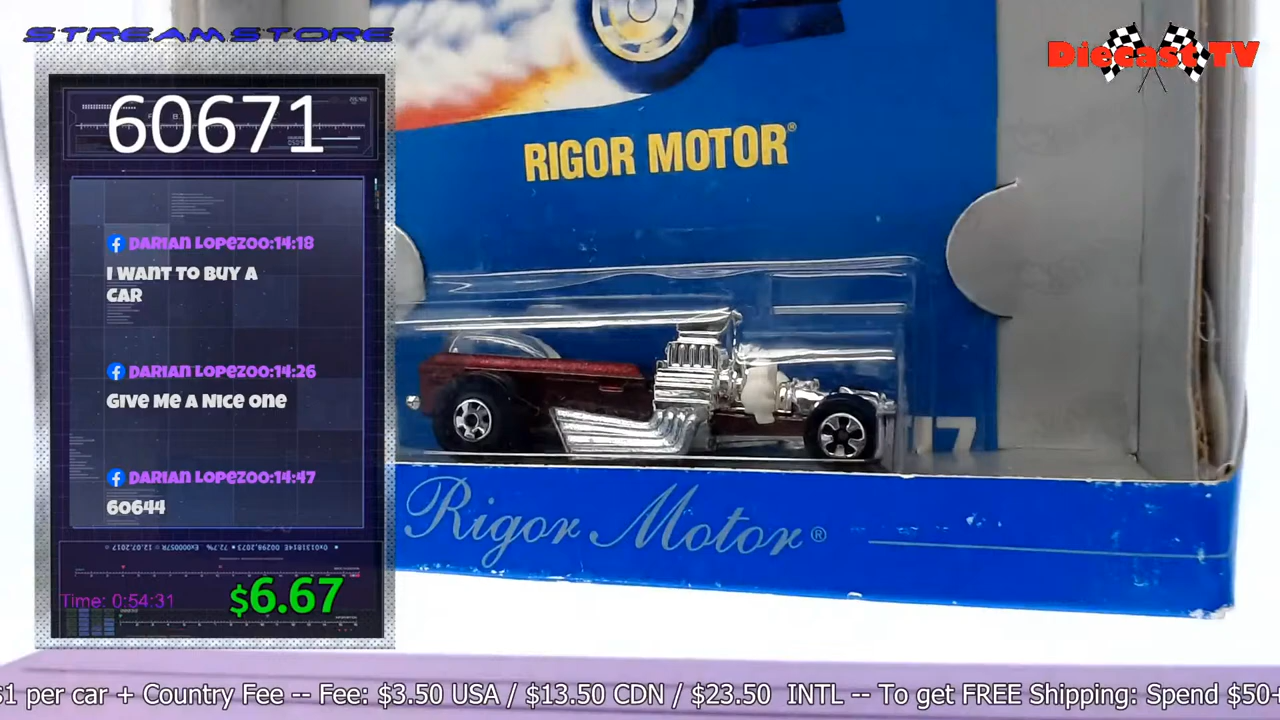 STREAMSTORE
60671
Darian Lopez00:14:18
I want to buy a
car
Darian Lopez00:14:26
Give me a nice one
Darian Lopez00:14:47
60644
Time: 0:54:31
$6.67
Diecast TV
RIGOR MOTOR®
17
Rigor Motor®
$1 per car + Country Fee -- Fee: $3.50 USA / $13.50 CDN / $23.50 INTL -- To get FREE Shipping: Spend $50+